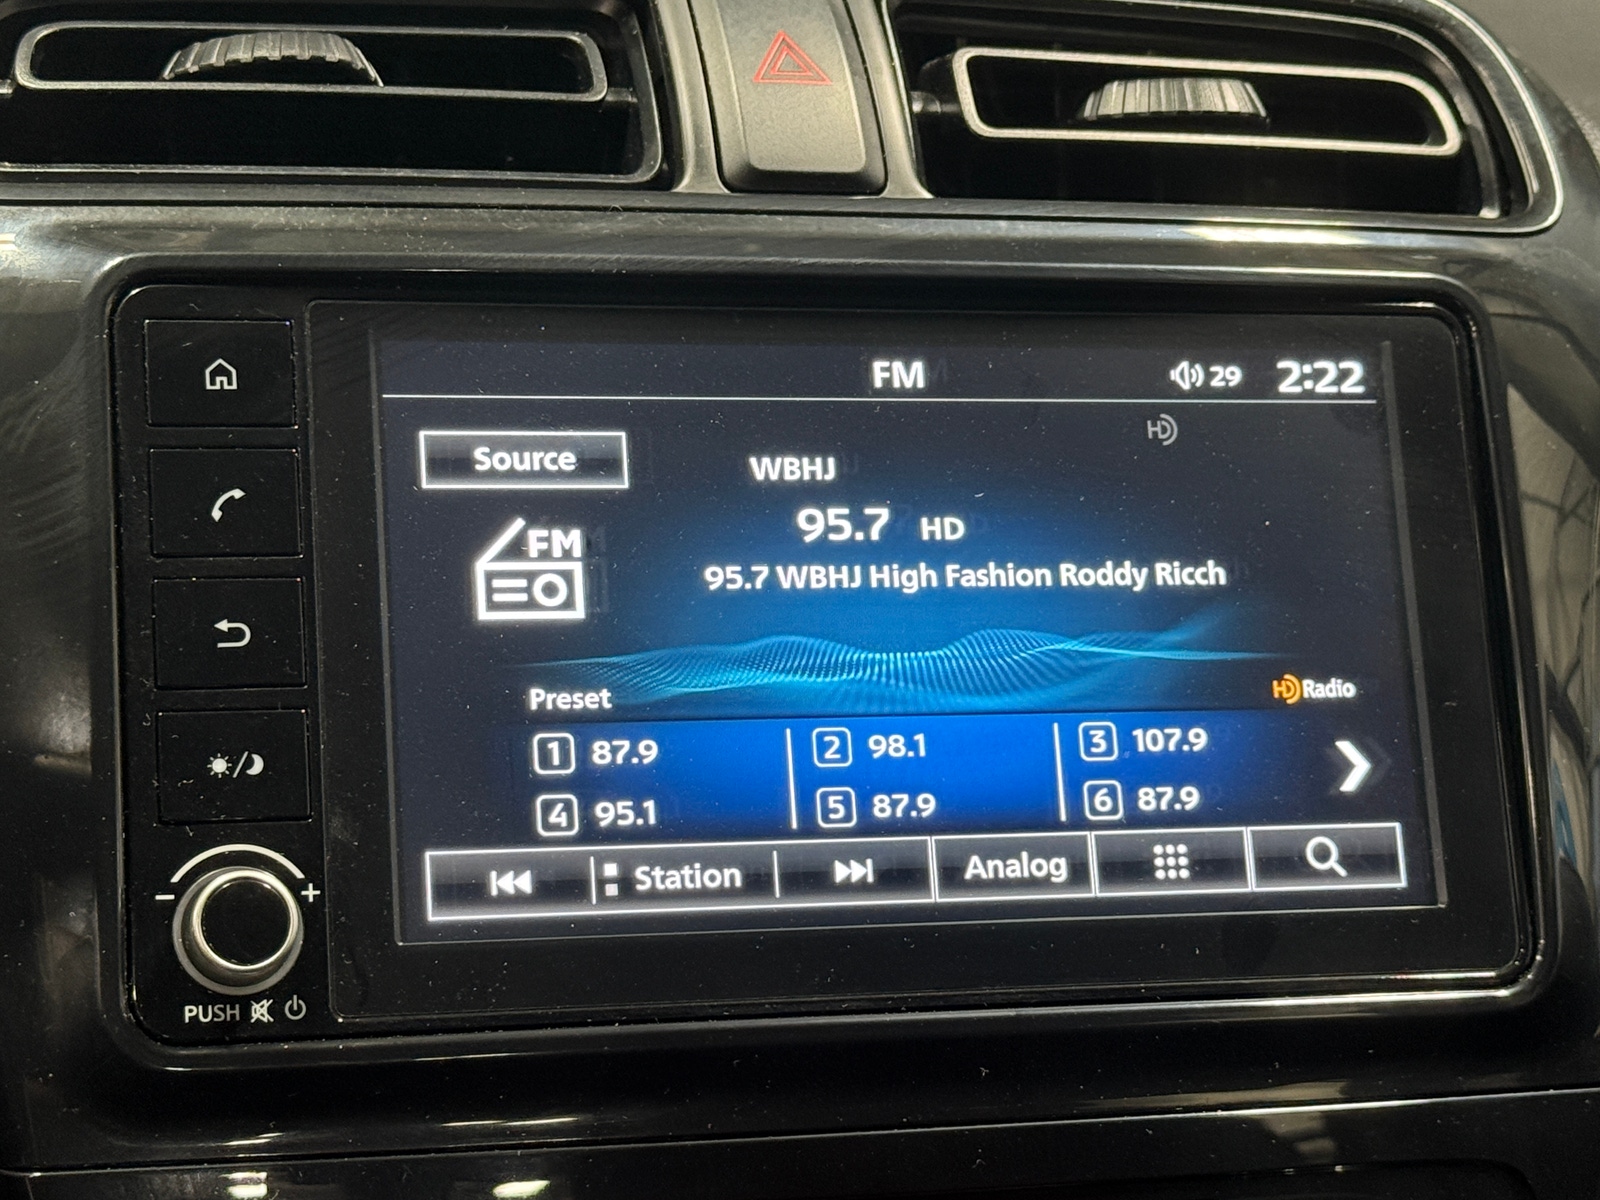 FM 29 2:22
HD
Source
WBHJ
FM
95.7 HD
95.7 WBHJ High Fashion Roddy Ricch
Preset
HD Radio
1 87.9 2 98.1 3 107.9
4 95.1 5 87.9 6 87.9
Station Analog
- +
PUSH